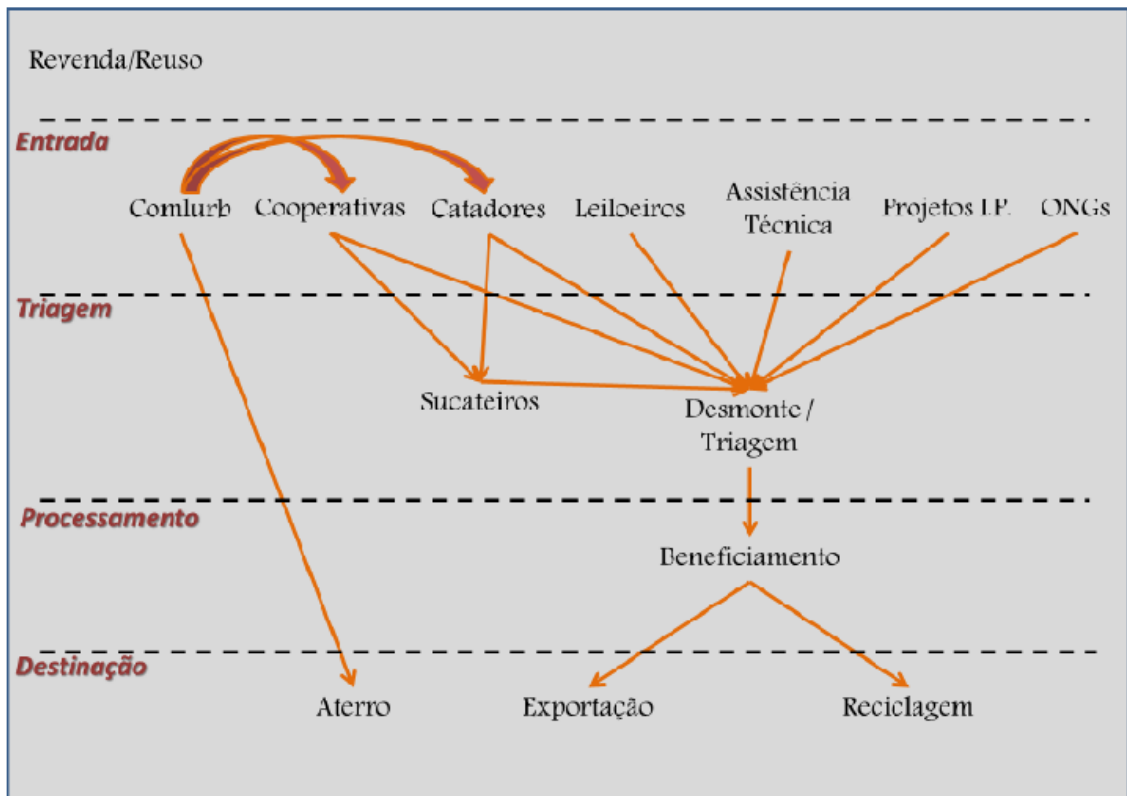 Revenda/Reuso
Entrada
Comlurb
Cooperativas
Catadores
Leiloeiros
Assistência
Técnica
Projetos I.P.
ONGs
Triagem
Sucateiros
Desmonte /
Triagem
Processamento
Beneficiamento
Destinação
Aterro
Exportação
Reciclagem